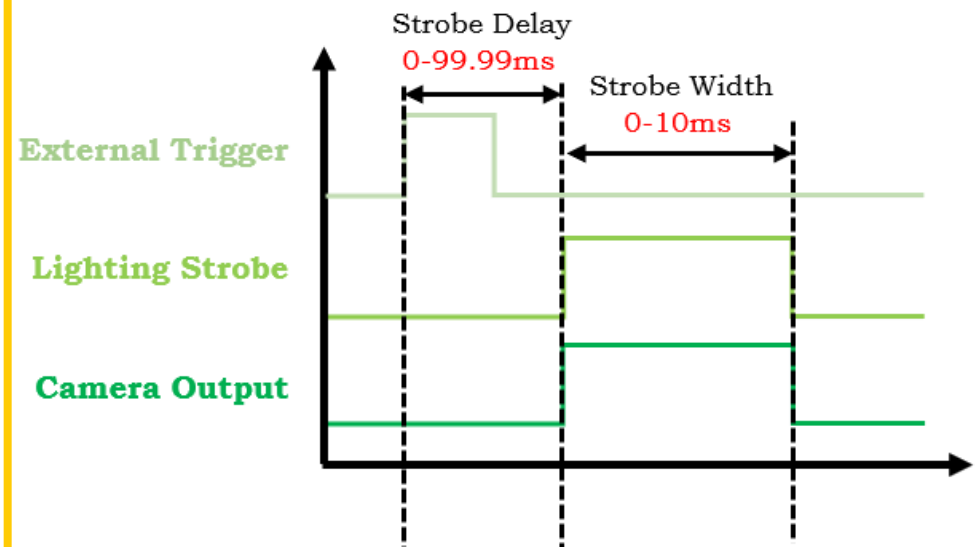 Strobe Delay
0-99.99ms
Strobe Width
0-10ms
External Trigger
Lighting Strobe
Camera Output